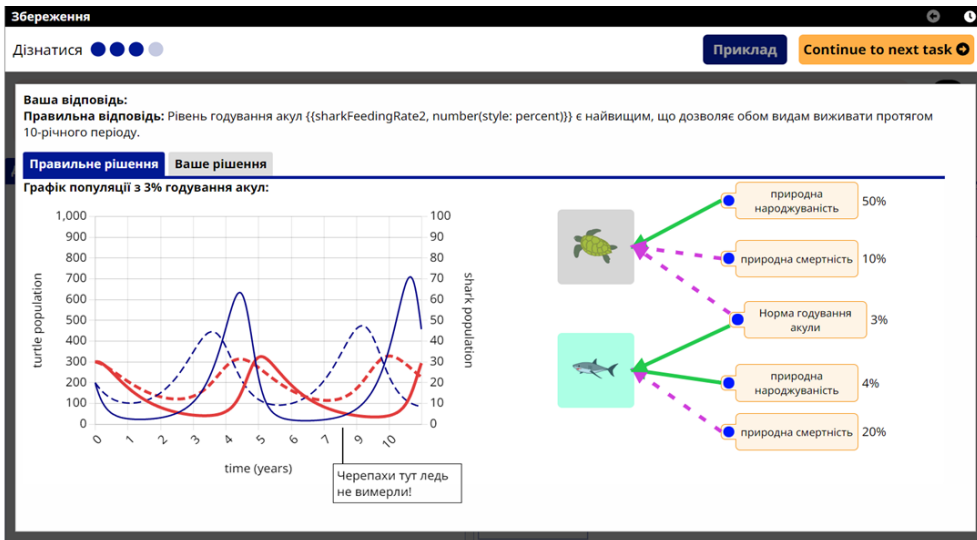 Збереження
Дізнатися
Приклад
Continue to next task
Ваша відповідь:
Правильна відповідь: Рівень годування акул {{sharkFeedingRate2, number(style: percent)}} є найвищим, що дозволяє обом видам виживати протягом
10-річного періоду.
Правильне рішення
Ваше рішення
Графік популяції з 3% годування акул:
1,000
900
800
700
600
500
400
300
200
100
0
turtle population
100
90
80
70
60
50
40
30
20
10
0
shark population
0
1
2
3
4
5
6
7
9
10
time (years)
Черепахи тут ледь
не вимерли!
природна
народжуваність
50%
природна смертність
10%
Норма годування
акули
3%
природна
народжуваність
4%
природна смертність
20%